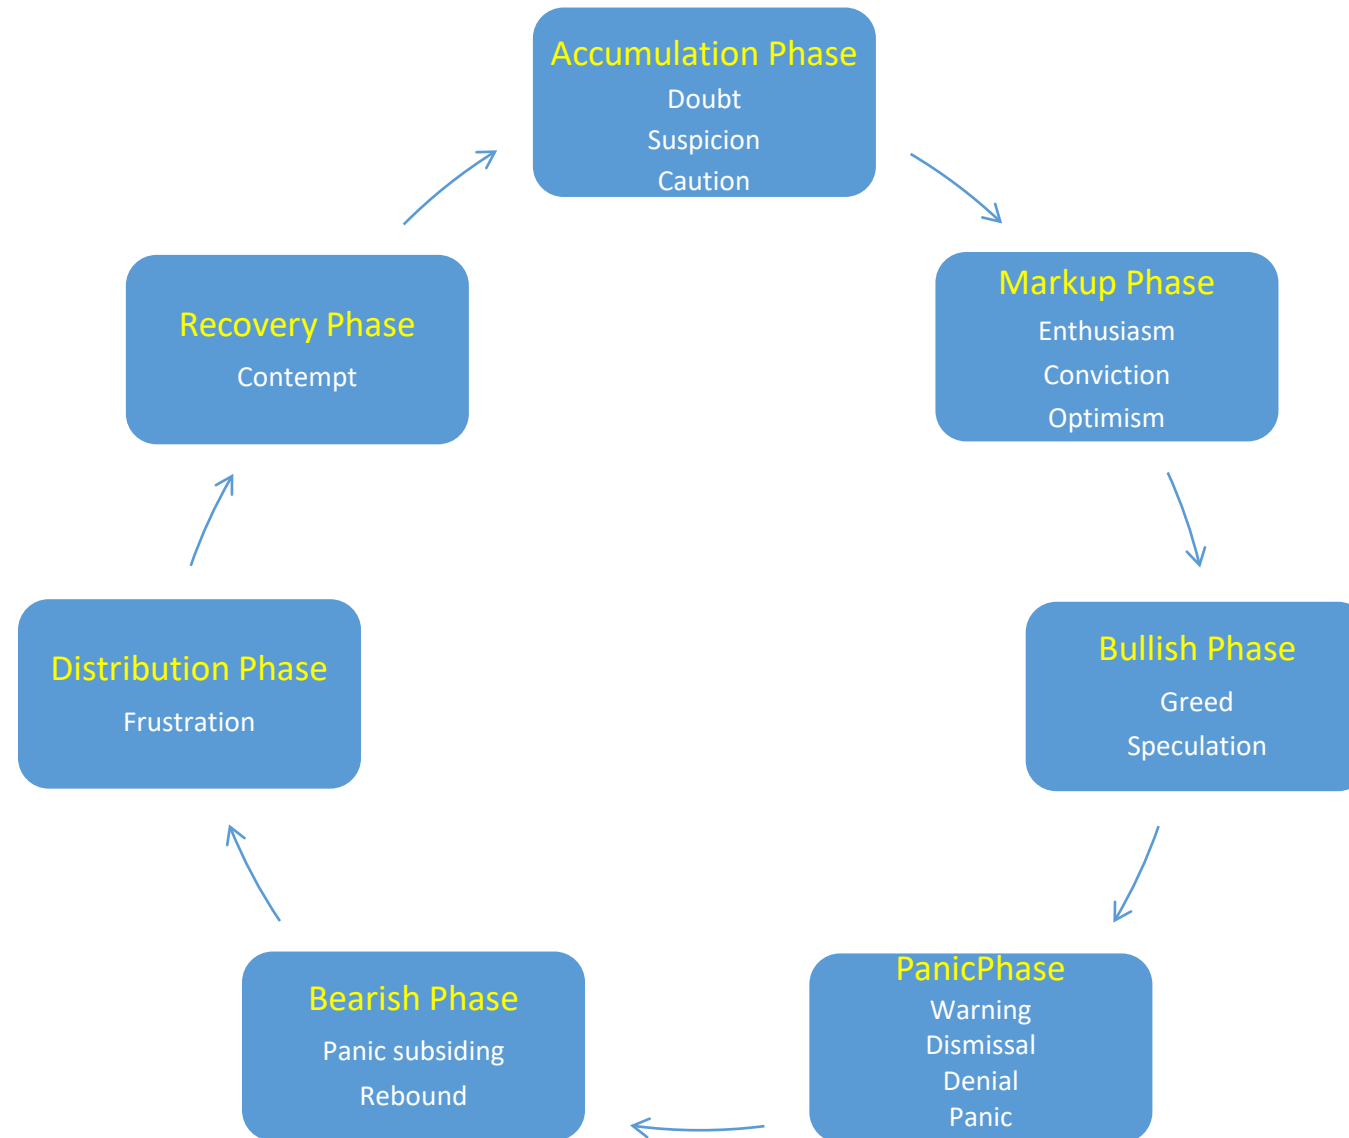 Accumulation Phase
Doubt
Suspicion
Caution
Markup Phase
Enthusiasm
Conviction
Optimism
Bullish Phase
Greed
Speculation
PanicPhase
Warning
Dismissal
Denial
Panic
Bearish Phase
Panic subsiding
Rebound
Distribution Phase
Frustration
Recovery Phase
Contempt